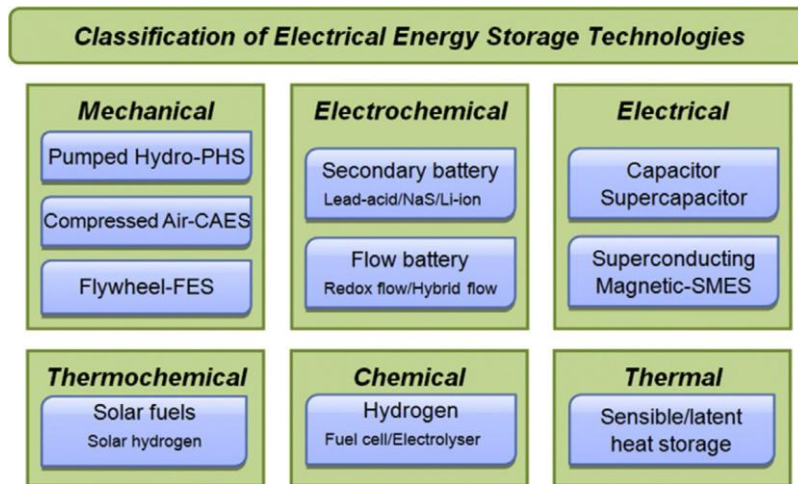 Classification of Electrical Energy Storage Technologies
Mechanical
Pumped Hydro-PHS
Compressed Air-CAES
Flywheel-FES
Electrochemical
Secondary battery
Lead-acid/NaS/Li-ion
Flow battery
Redox flow/Hybrid flow
Electrical
Capacitor
Supercapacitor
Superconducting
Magnetic-SMES
Thermochemical
Solar fuels
Solar hydrogen
Chemical
Hydrogen
Fuel cell/Electrolyser
Thermal
Sensible/latent
heat storage